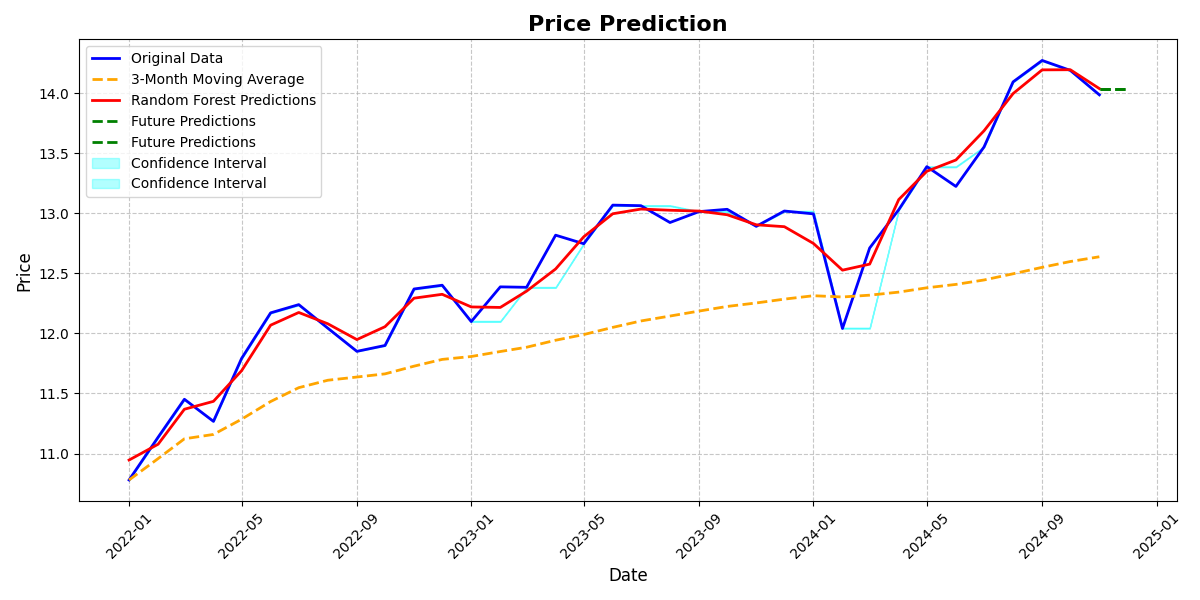 Price Prediction
Original Data
3-Month Moving Average
Random Forest Predictions
Future Predictions
Future Predictions
Confidence Interval
Confidence Interval
Price
14.0
13.5
13.0
12.5
12.0
11.5
11.0
2022-01
2022-05
2022-09
2023-01
2023-05
2023-09
2024-01
2024-05
2024-09
2025-01
Date